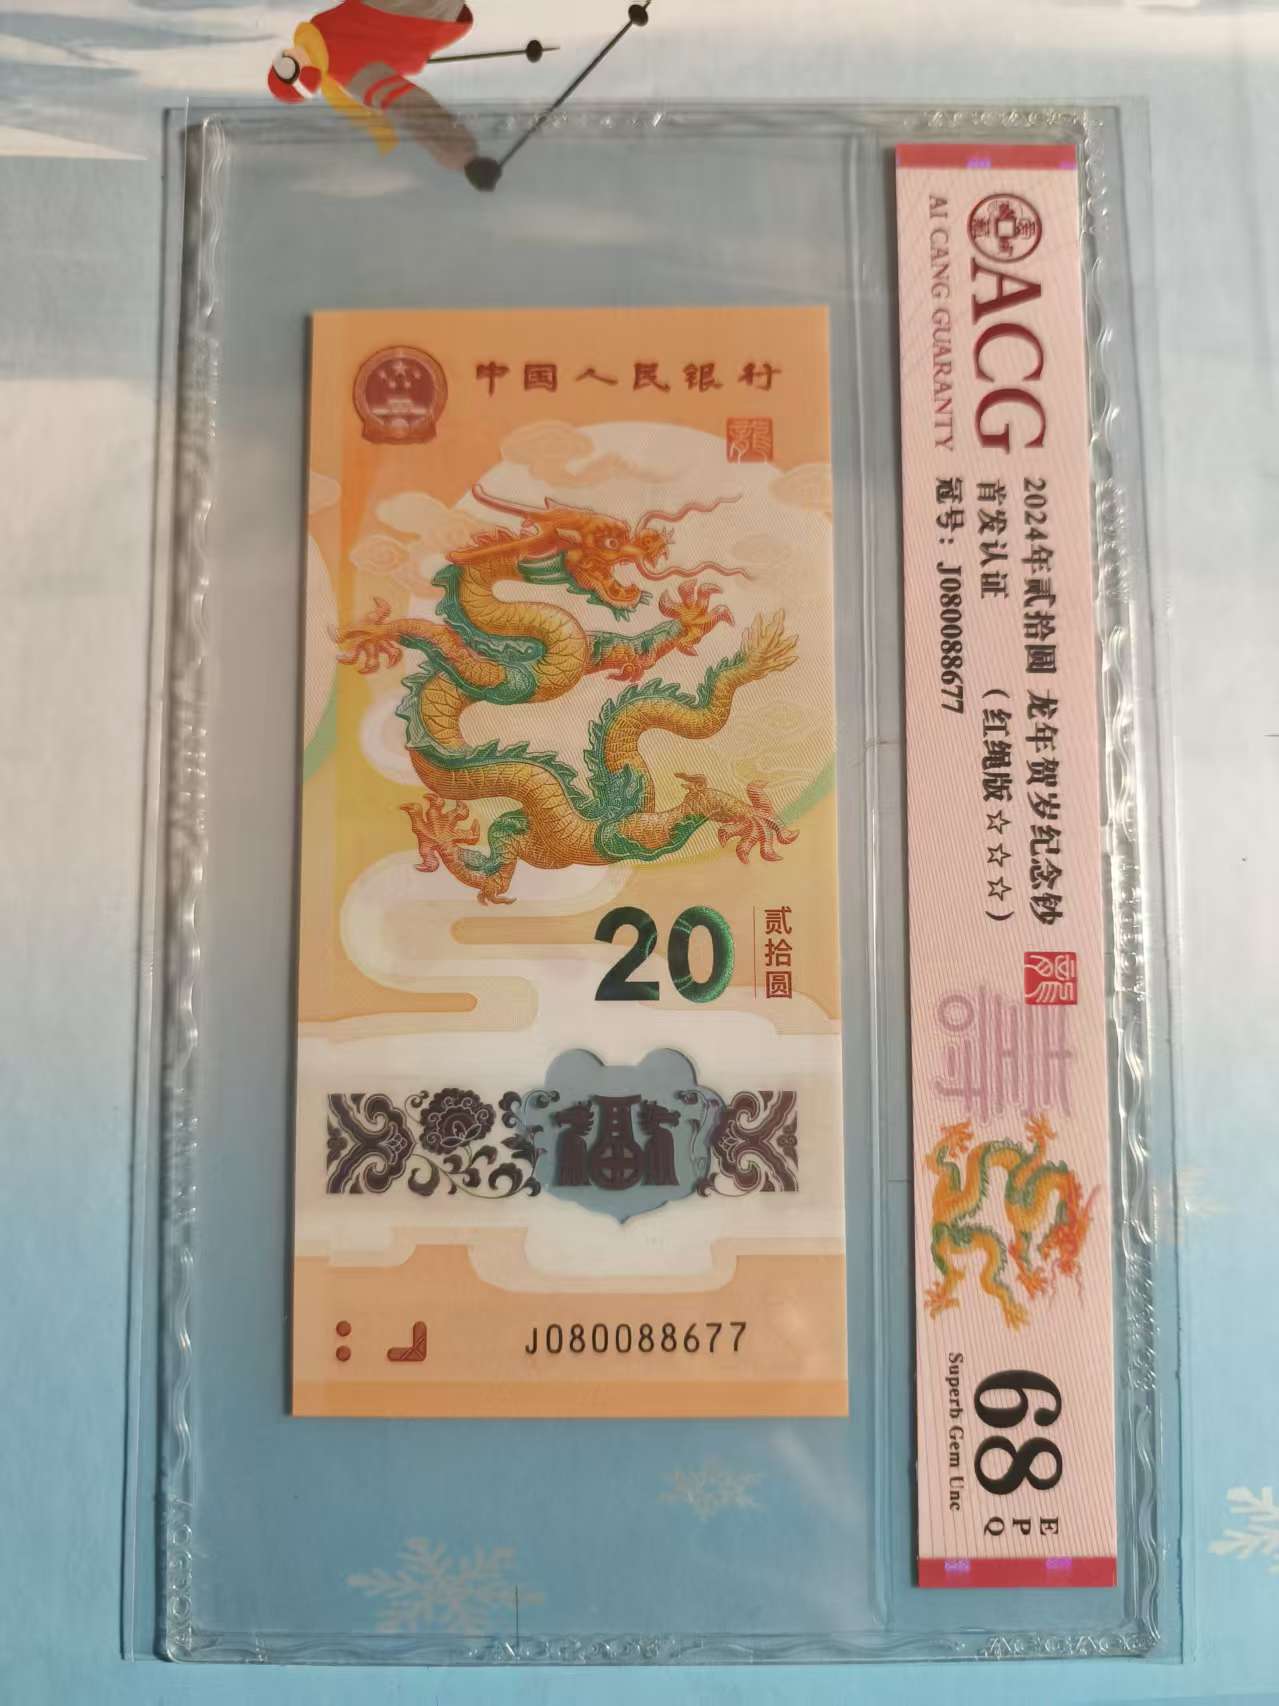 中国人民银行
龍
20
贰拾圆
J080088677
ACG
AI CANG GUARANTY
2024年贰拾圆 龙年贺岁纪念钞
首发认证 （红绳版☆☆☆）
冠号：J080088677
龍
68
EPQ
Superb Gem Unc